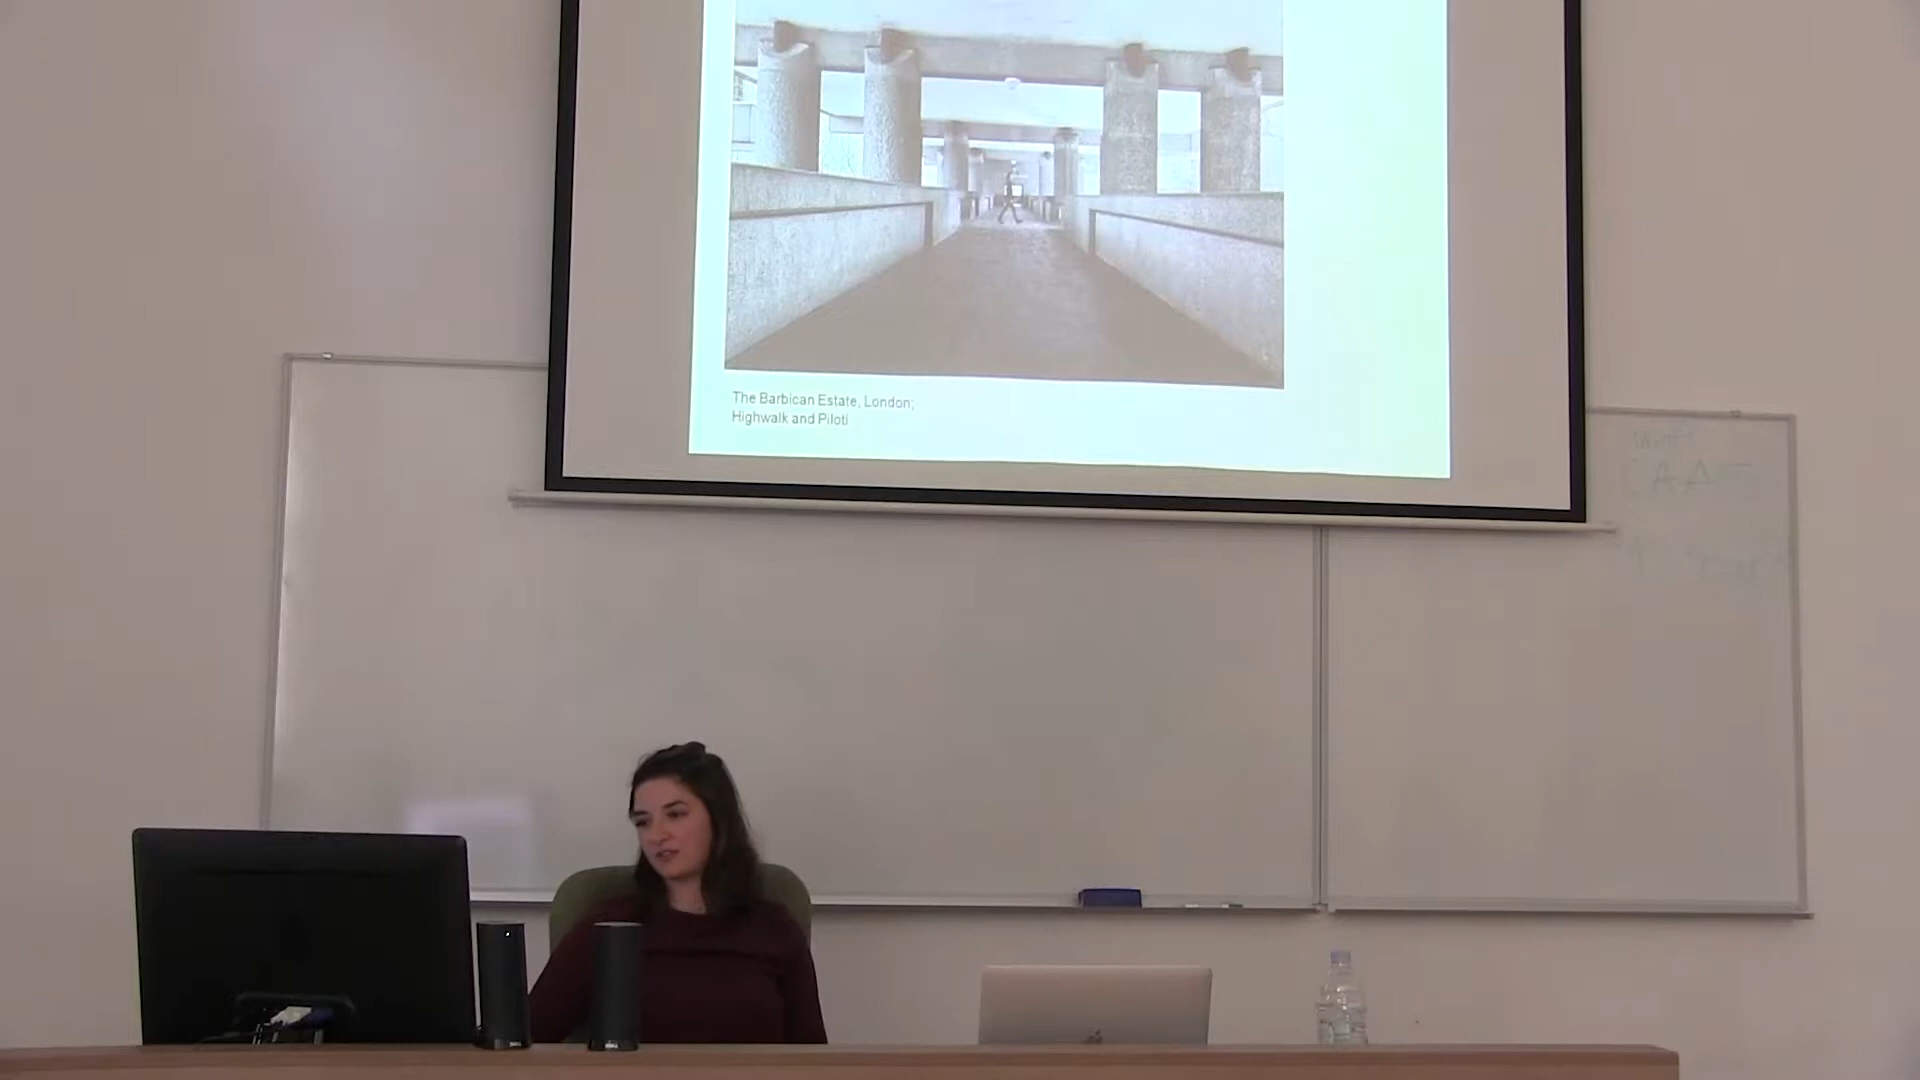 The Barbican Estate, London;
Highwalk and Piloti